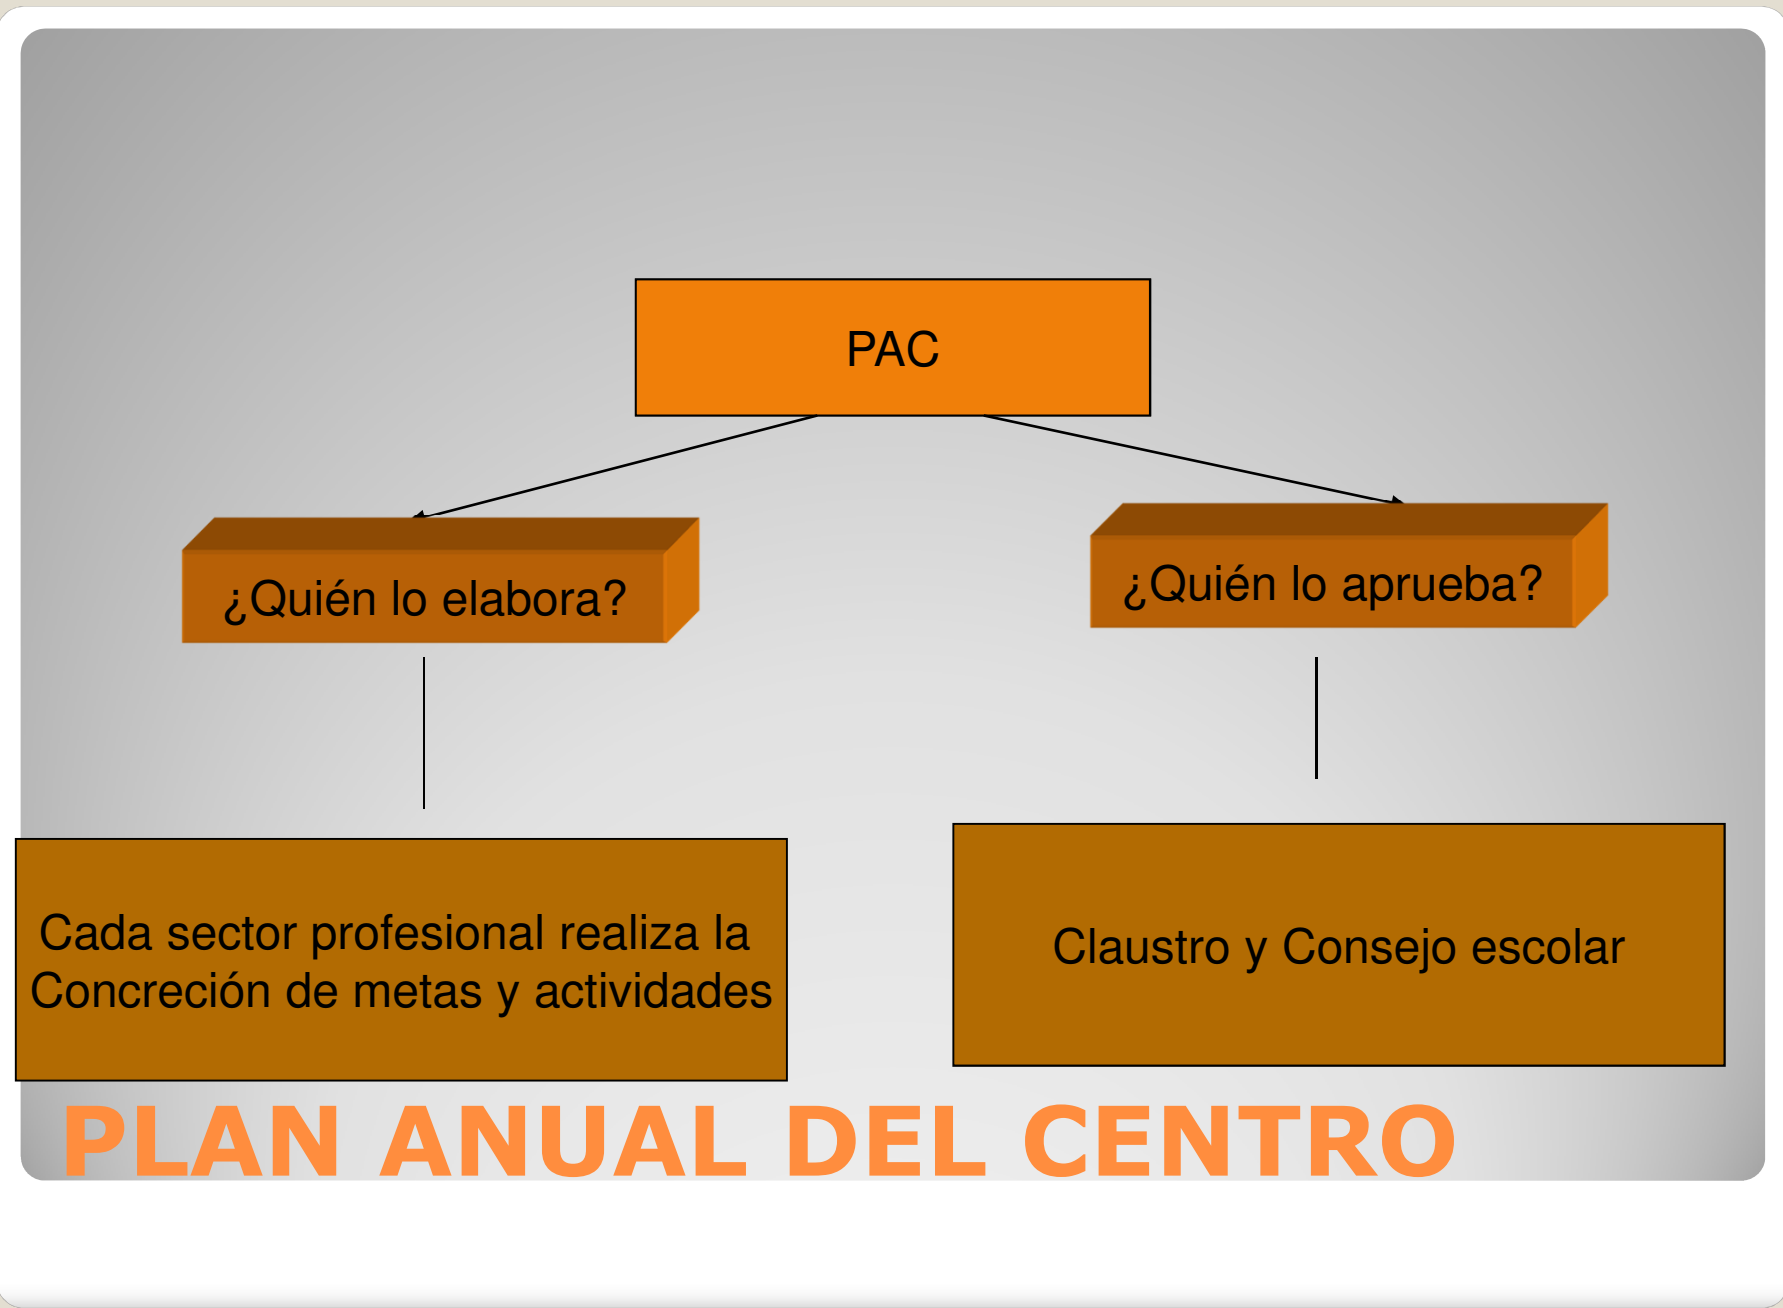 PAC
¿Quién lo elabora?
¿Quién lo aprueba?
Cada sector profesional realiza la
Concreción de metas y actividades
Claustro y Consejo escolar
PLAN ANUAL DEL CENTRO